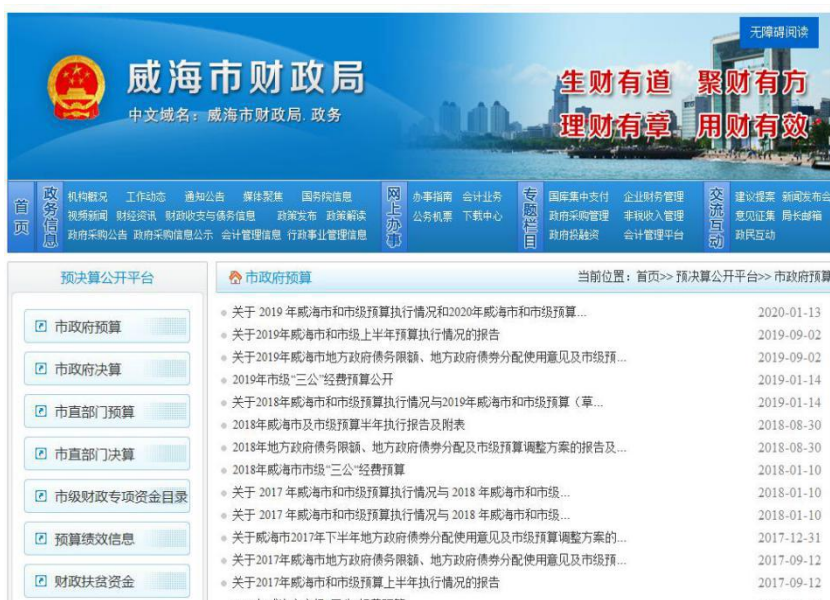 无障碍阅读
威海市财政局
中文域名：威海市财政局.政务
生财有道 聚财有方
理财有章 用财有效
首页
政务信息
机构概况 工作动态 通知公告 媒体聚焦 国务院信息
视频新闻 财经资讯 财政收支与债务信息 政策发布 政策解读
政府采购公告 政府采购信息公示 会计管理信息 行政事业管理信息
网上办事
办事指南 会计业务
公务机票 下载中心
专题栏目
国库集中支付 企业财务管理
政府采购管理 非税收入管理
政府投融资 会计管理平台
交流互动
建议提案 新闻发布会
意见征集 局长邮箱
政民互动
预决算公开平台
市政府预算
市政府决算
市直部门预算
市直部门决算
市级财政专项资金目录
预算绩效信息
财政扶贫资金
市政府预算 当前位置：首页>> 预决算公开平台>> 市政府预算
关于 2019 年威海市和市级预算执行情况和2020年威海市和市级预算... 2020-01-13
关于2019年威海市和市级上半年预算执行情况的报告 2019-09-02
关于2019年威海市地方政府债务限额、地方政府债券分配使用意见及市级预... 2019-09-02
2019年市级“三公”经费预算公开 2019-01-14
关于2018年威海市和市级预算执行情况与2019年威海市和市级预算（草... 2019-01-14
2018年威海市及市级预算半年执行报告及附表 2018-08-30
2018年地方政府债务限额、地方政府债券分配及市级预算调整方案的报告及... 2018-08-30
2018年威海市市级“三公”经费预算 2018-01-10
关于 2017 年威海市和市级预算执行情况与 2018 年威海市和市级... 2018-01-10
关于 2017 年威海市和市级预算执行情况与 2018 年威海市和市级... 2018-01-10
关于威海市2017年下半年地方政府债券分配使用意见及市级预算调整方案的... 2017-12-31
关于2017年威海市地方政府债务限额、地方政府债券分配使用意见及市级预... 2017-09-12
关于2017年威海市和市级预算上半年执行情况的报告 2017-09-12